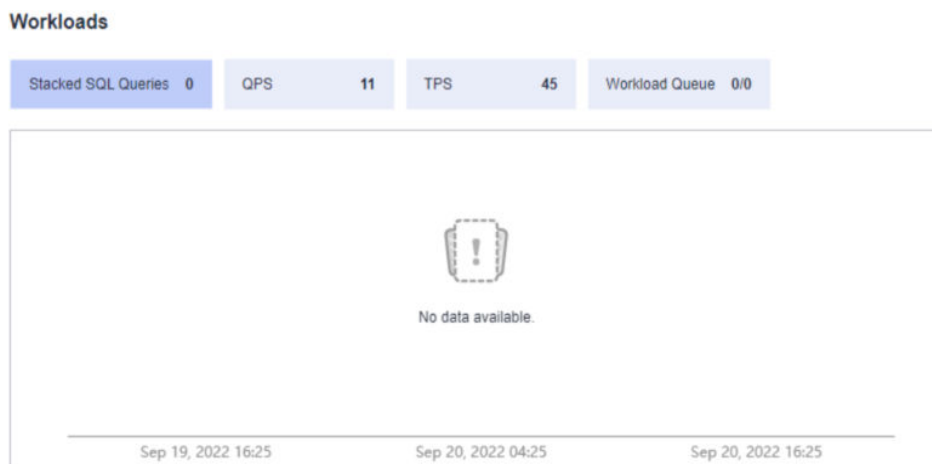 Workloads
Stacked SQL Queries 0 QPS 11 TPS 45 Workload Queue 0/0
!
No data available.
Sep 19, 2022 16:25 Sep 20, 2022 04:25 Sep 20, 2022 16:25